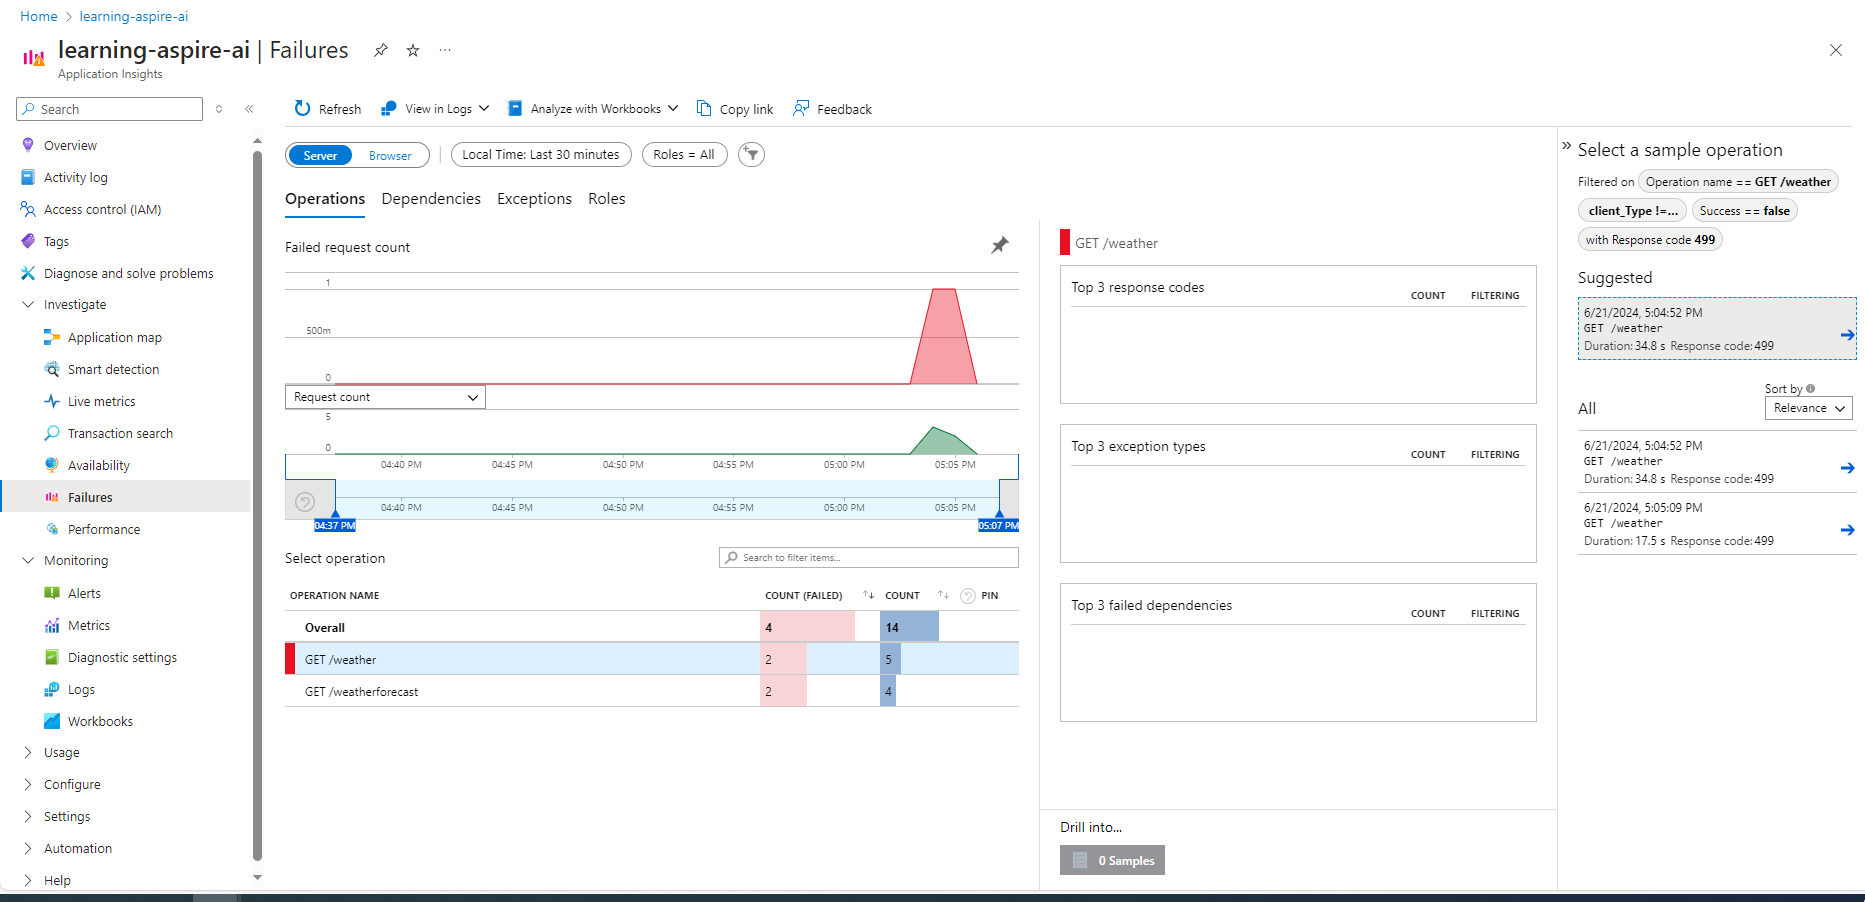 Home > learning-aspire-ai
learning-aspire-ai | Failures ...
Application Insights
Search
Overview
Activity log
Access control (IAM)
Tags
Diagnose and solve problems
Investigate
Application map
Smart detection
Live metrics
Transaction search
Availability
Failures
Performance
Monitoring
Alerts
Metrics
Diagnostic settings
Logs
Workbooks
Usage
Configure
Settings
Automation
Help
Refresh View in Logs Analyze with Workbooks Copy link Feedback
Server Browser Local Time: Last 30 minutes Roles = All
Operations Dependencies Exceptions Roles
Failed request count
1
500m
0
Request count
5
0
04:40 PM 04:45 PM 04:50 PM 04:55 PM 05:00 PM 05:05 PM
04:40 PM 04:45 PM 04:50 PM 04:55 PM 05:00 PM 05:05 PM
04:37 PM 05:07 PM
Select operation Search to filter items...
OPERATION NAME COUNT (FAILED) COUNT PIN
Overall 4 14
GET /weather 2 5
GET /weatherforecast 2 4
GET /weather
Top 3 response codes COUNT FILTERING
Top 3 exception types COUNT FILTERING
Top 3 failed dependencies COUNT FILTERING
Drill into...
0 Samples
» Select a sample operation
Filtered on Operation name == GET /weather
client_Type !=... Success == false
with Response code 499
Suggested
6/21/2024, 5:04:52 PM
GET /weather
Duration: 34.8 s Response code: 499
Sort by
All Relevance
6/21/2024, 5:04:52 PM
GET /weather
Duration: 34.8 s Response code: 499
6/21/2024, 5:05:09 PM
GET /weather
Duration: 17.5 s Response code: 499